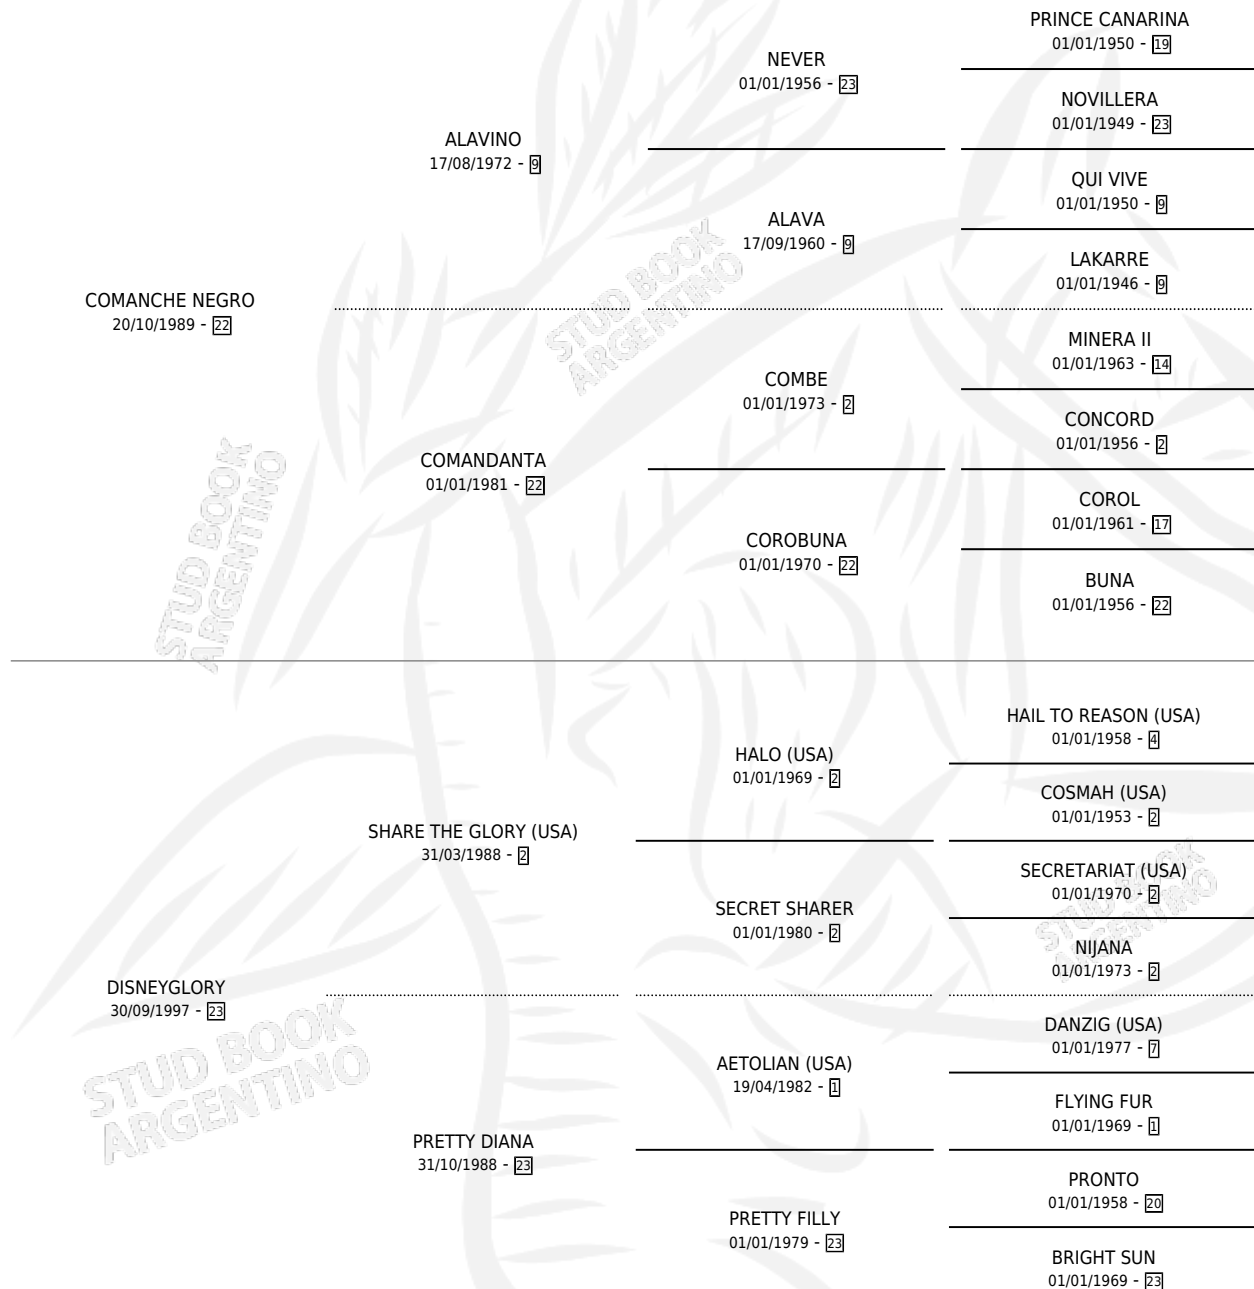 PRINCE CANARINA
01/01/1950 - 19
NEVER
01/01/1956 - 23
NOVILLERA
01/01/1949 - 23
ALAVINO
17/08/1972 - 9
QUI VIVE
01/01/1950 - 9
ALAVA
17/09/1960 - 9
LAKARRE
01/01/1946 - 9
COMANCHE NEGRO
20/10/1989 - 22
MINERA II
01/01/1963 - 14
COMBE
01/01/1973 - 2
CONCORD
01/01/1956 - 2
COMANDANTA
01/01/1981 - 22
COROL
01/01/1961 - 17
COROBUNA
01/01/1970 - 22
BUNA
01/01/1956 - 22
HAIL TO REASON (USA)
01/01/1958 - 4
HALO (USA)
01/01/1969 - 2
COSMAH (USA)
01/01/1953 - 2
SHARE THE GLORY (USA)
31/03/1988 - 2
SECRETARIAT (USA)
01/01/1970 - 2
SECRET SHARER
01/01/1980 - 2
NIJANA
01/01/1973 - 2
DISNEYGLORY
30/09/1997 - 23
DANZIG (USA)
01/01/1977 - 7
AETOLIAN (USA)
19/04/1982 - 1
FLYING FUR
01/01/1969 - 1
PRETTY DIANA
31/10/1988 - 23
PRONTO
01/01/1958 - 20
PRETTY FILLY
01/01/1979 - 23
BRIGHT SUN
01/01/1969 - 23
STUD BOOK
ARGENTINO
STUD BOOK
ARGENTINO
STUD BOOK
ARGENTINO
STUD BOOK
ARGENTINO